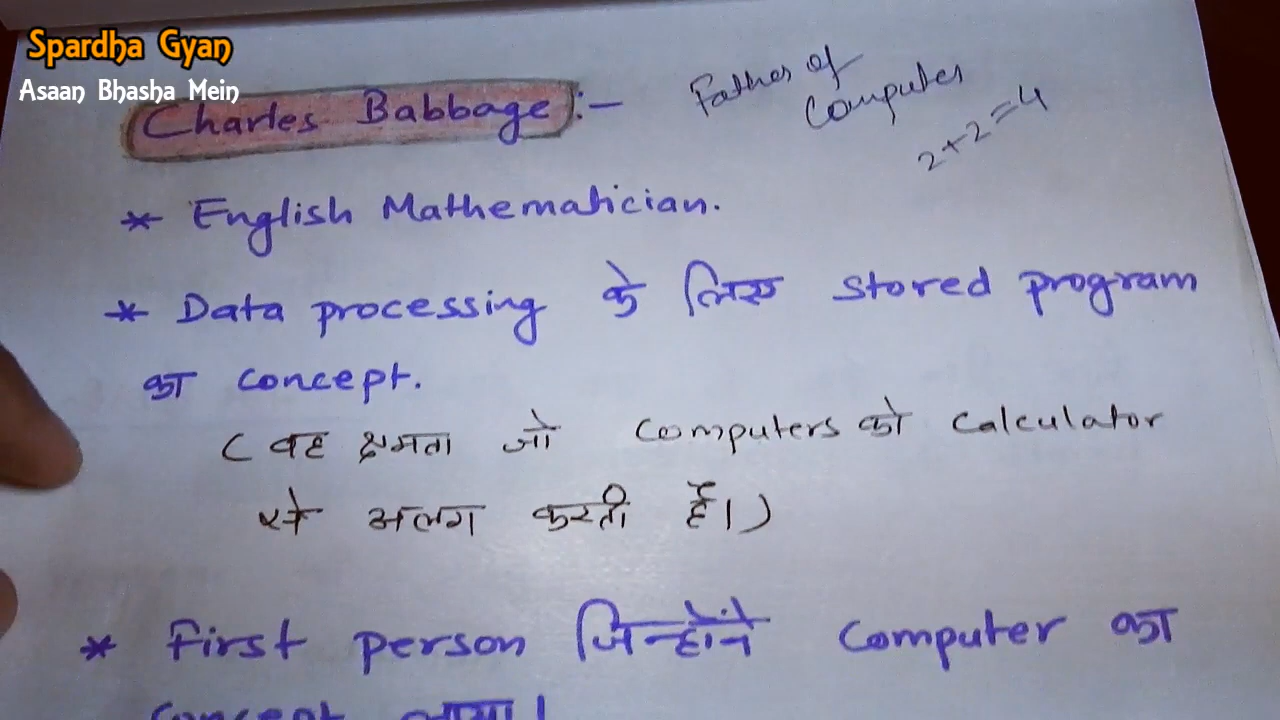 Spardha Gyan
Asaan Bhasha Mein
Charles Babbage :-
Father of
Computer
2+2=4
* English Mathematician.
* Data processing के लिए stored program
का concept.
( वह क्षमता जो computers को calculator
से अलग करती है। )
* First person जिन्होंने computer का
concept लाया।